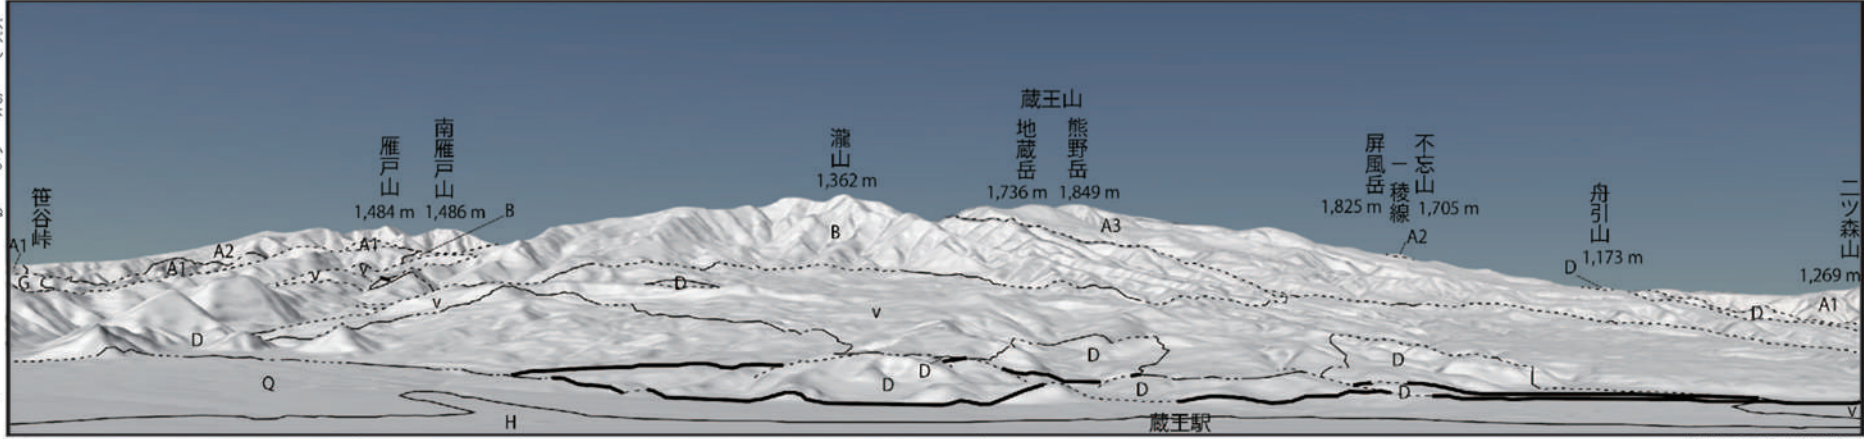 蔵王山
笹谷峠
雁戸山
1,484 m
南雁戸山
1,486 m
瀧山
1,362 m
地蔵岳
1,736 m
熊野岳
1,849 m
屏風岳
1,825 m
一稜線
不忘山
1,705 m
舟引山
1,173 m
二ツ森山
1,269 m
A1
A1
A2
A1
B
B
A3
A2
D
A1
G
v
v
v
D
v
D
D
D
D
D
D
D
D
v
Q
H
蔵王駅